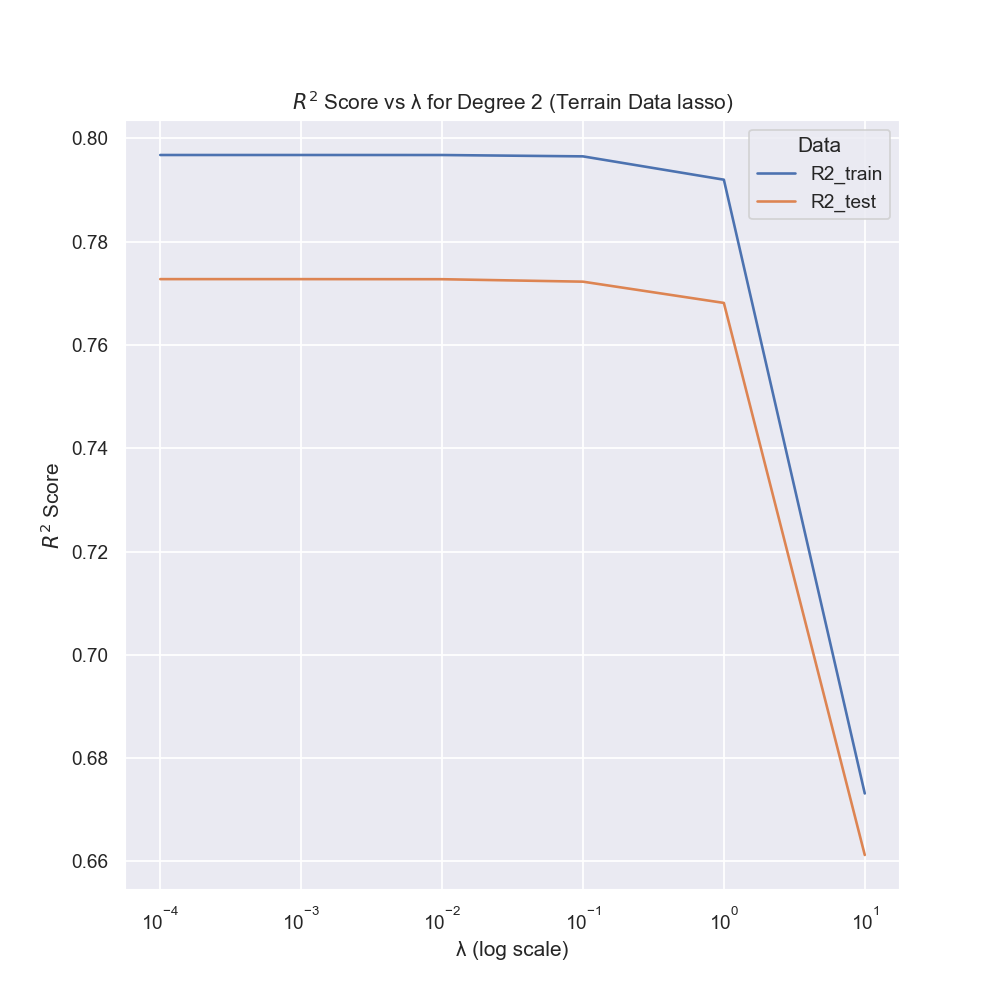 R² Score vs λ for Degree 2 (Terrain Data lasso)
Data
R2_train
R2_test
R² Score
0.80
0.78
0.76
0.74
0.72
0.70
0.68
0.66
10⁻⁴ 10⁻³ 10⁻² 10⁻¹ 10⁰ 10¹
λ (log scale)